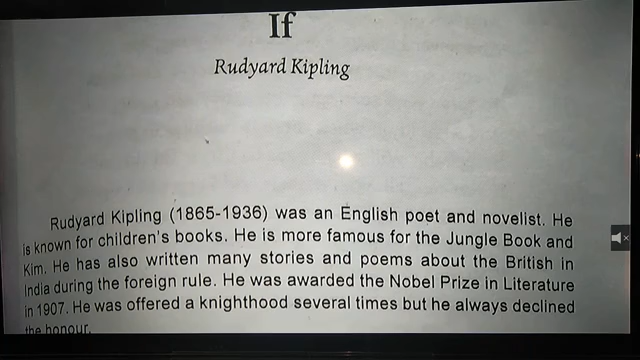 If
Rudyard Kipling
Rudyard Kipling (1865-1936) was an English poet and novelist. He
is known for children's books. He is more famous for the Jungle Book and
Kim. He has also written many stories and poems about the British in
India during the foreign rule. He was awarded the Nobel Prize in Literature
in 1907. He was offered a knighthood several times but he always declined
the honour.